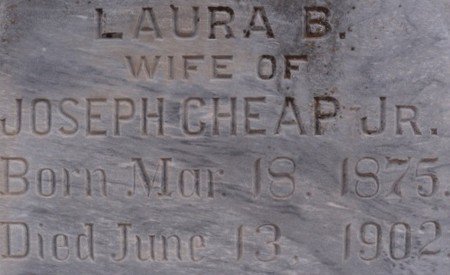 LAURA B.
WIFE OF
JOSEPH CHEAP JR.
Born Mar 18. 1875.
Died June 13. 1902.